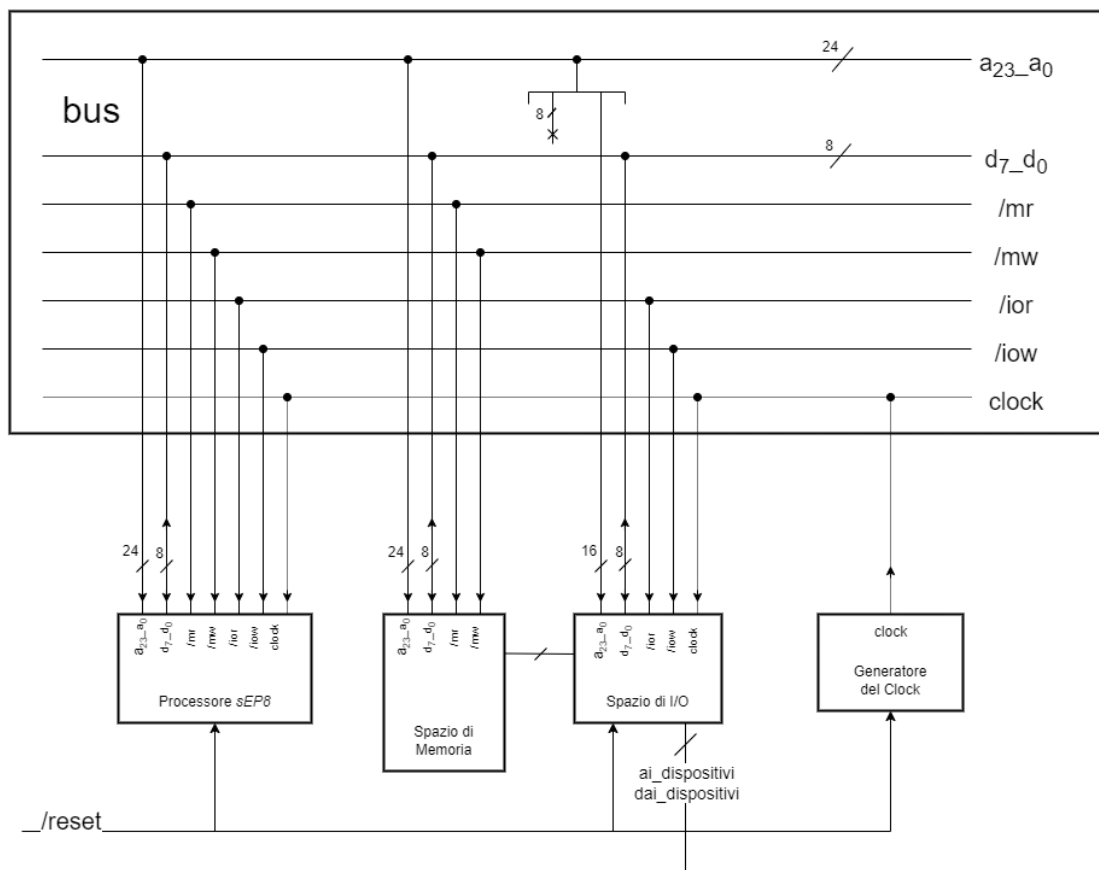 24
a23_a0
bus
8
8
d7_d0
/mr
/mw
/ior
/iow
clock
24
8
24
8
16
8
a23_a0
d7_d0
/mr
/mw
/ior
/iow
clock
Processore sEP8
a23_a0
d7_d0
/mr
/mw
Spazio di
Memoria
a23_a0
d7_d0
/ior
/iow
clock
Spazio di I/O
clock
Generatore
del Clock
ai_dispositivi
dai_dispositivi
__/reset